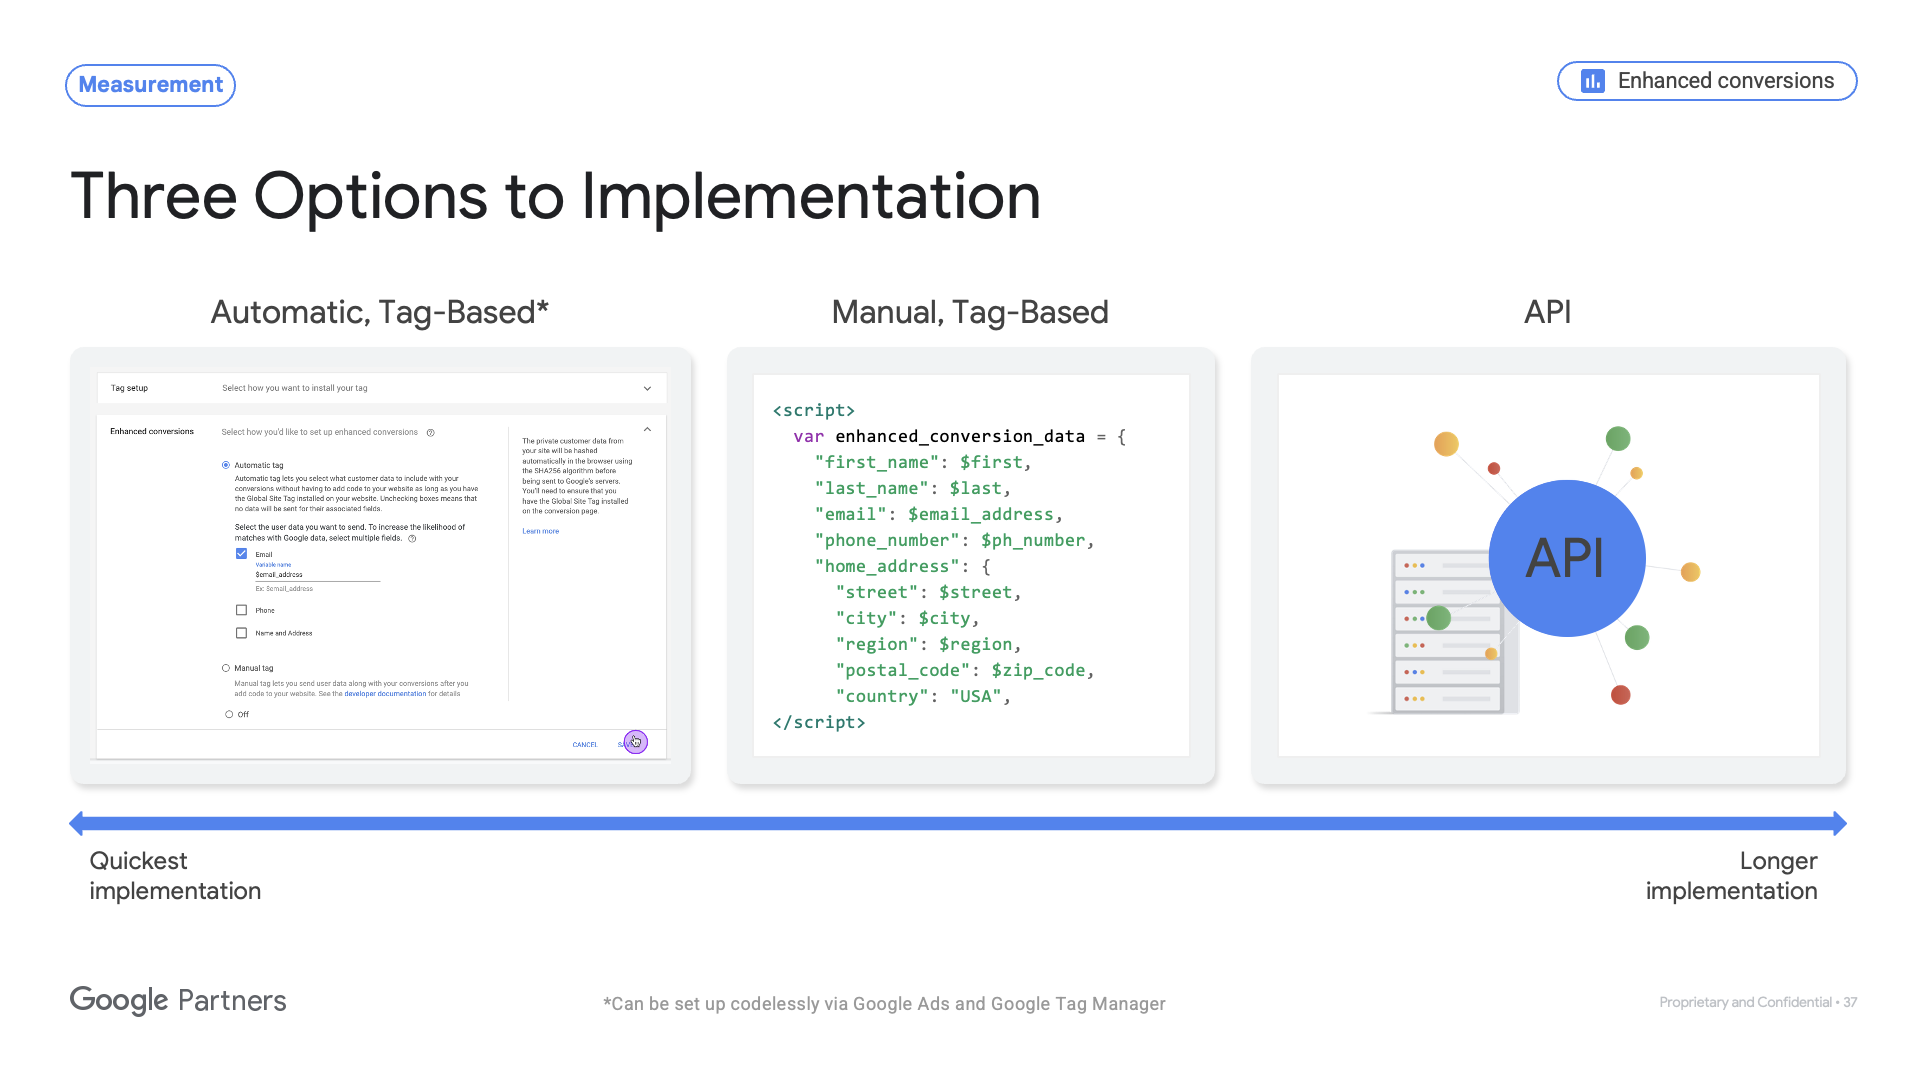 Measurement
Enhanced conversions
Three Options to Implementation
Automatic, Tag-Based*
Tag setup
Select how you want to install your tag
Enhanced conversions
Select how you'd like to set up enhanced conversions
Automatic tag
Automatic tag lets you select what customer data to include with your
conversions without having to add code to your website as long as you have
the Global Site Tag installed on your website. Unchecking boxes means that
no data will be sent for their associated fields.
Select the user data you want to send. To increase the likelihood of
matches with Google data, select multiple fields.
Email
Variable name
$email_address
Ex: $email_address
Phone
Name and Address
Manual tag
Manual tag lets you send user data along with your conversions after you
add code to your website. See the developer documentation for details
Off
The private customer data from
your site will be hashed
automatically in the browser using
the SHA256 algorithm before
being sent to Google's servers.
You'll need to ensure that you
have the Global Site Tag installed
on the conversion page.
Learn more
CANCEL
Manual, Tag-Based
<script>
var enhanced_conversion_data = {
"first_name": $first,
"last_name": $last,
"email": $email_address,
"phone_number": $ph_number,
"home_address": {
"street": $street,
"city": $city,
"region": $region,
"postal_code": $zip_code,
"country": "USA",
</script>
API
API
Quickest
implementation
Longer
implementation
Google Partners
*Can be set up codelessly via Google Ads and Google Tag Manager
Proprietary and Confidential • 37